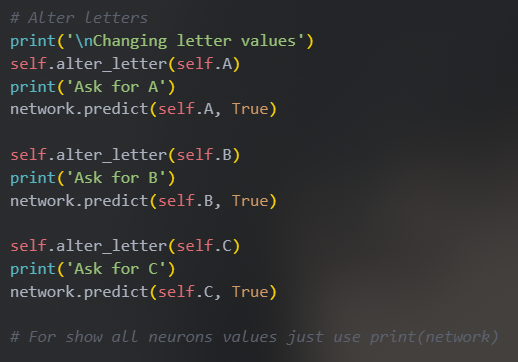 # Alter letters
print('\nChanging letter values')
self.alter_letter(self.A)
print('Ask for A')
network.predict(self.A, True)
self.alter_letter(self.B)
print('Ask for B')
network.predict(self.B, True)
self.alter_letter(self.C)
print('Ask for C')
network.predict(self.C, True)
# For show all neurons values just use print(network)